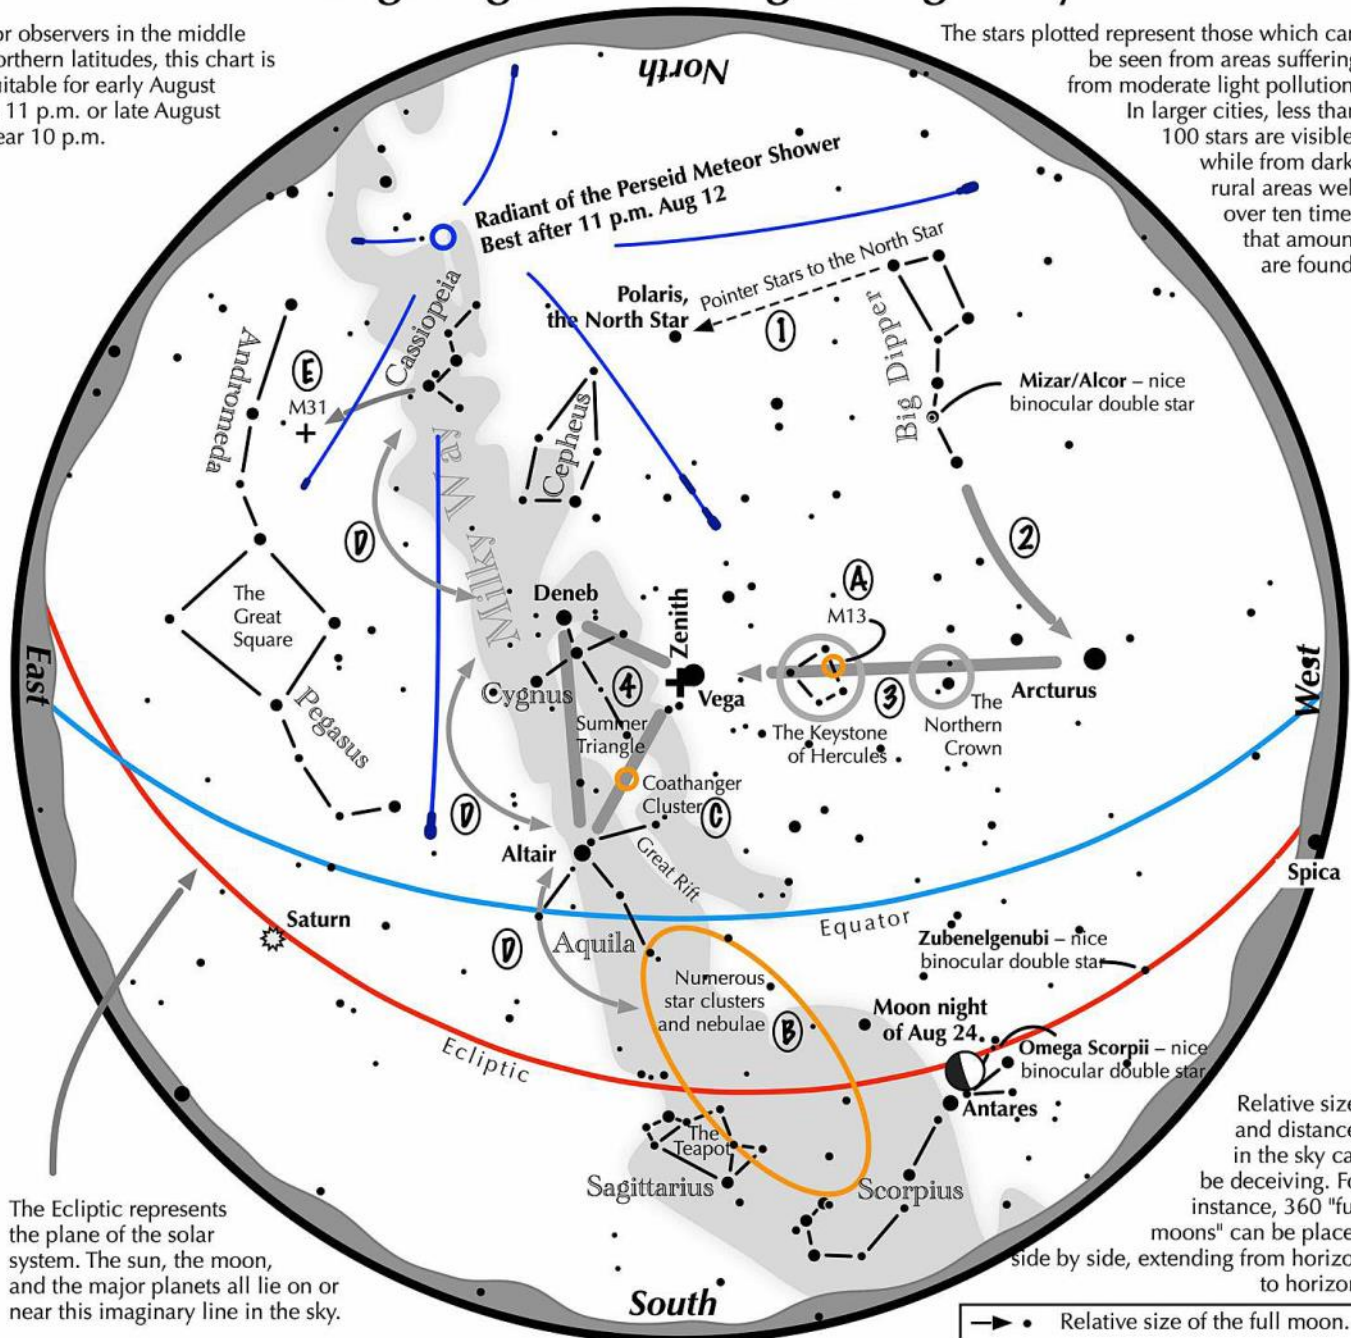 or observers in the middle
orthern latitudes, this chart is
uitable for early August
11 p.m. or late August
ear 10 p.m.
The stars plotted represent those which can
be seen from areas suffering
from moderate light pollution
In larger cities, less than
100 stars are visible
while from dark
rural areas wel
over ten time
that amoun
are found
North
Radiant of the Perseid Meteor Shower
Best after 11 p.m. Aug 12
Polaris,
the North Star
Pointer Stars to the North Star
1
Big Dipper
Mizar/Alcor – nice
binocular double star
Cassiopeia
Andromeda
E
M31
Cepheus
Milky Way
D
2
A
M13
Deneb
Zenith
The
Great
Square
East
West
Cygnus
4
Vega
3
Arcturus
Summer
Triangle
The Keystone
of Hercules
The
Northern
Crown
Pegasus
Coathanger
Cluster
C
D
Altair
Great Rift
Spica
Saturn
Equator
Aquila
D
Zubenelgenubi – nice
binocular double star
Numerous
star clusters
and nebulae
B
Moon night
of Aug 24.
Ecliptic
Omega Scorpii – nice
binocular double star
Antares
The
Teapot
Sagittarius
Scorpius
Relative size
and distance
in the sky ca
be deceiving. Fo
instance, 360 "fu
moons" can be place
side by side, extending from horizo
to horizon
The Ecliptic represents
the plane of the solar
system. The sun, the moon,
and the major planets all lie on or
near this imaginary line in the sky.
South
Relative size of the full moon.